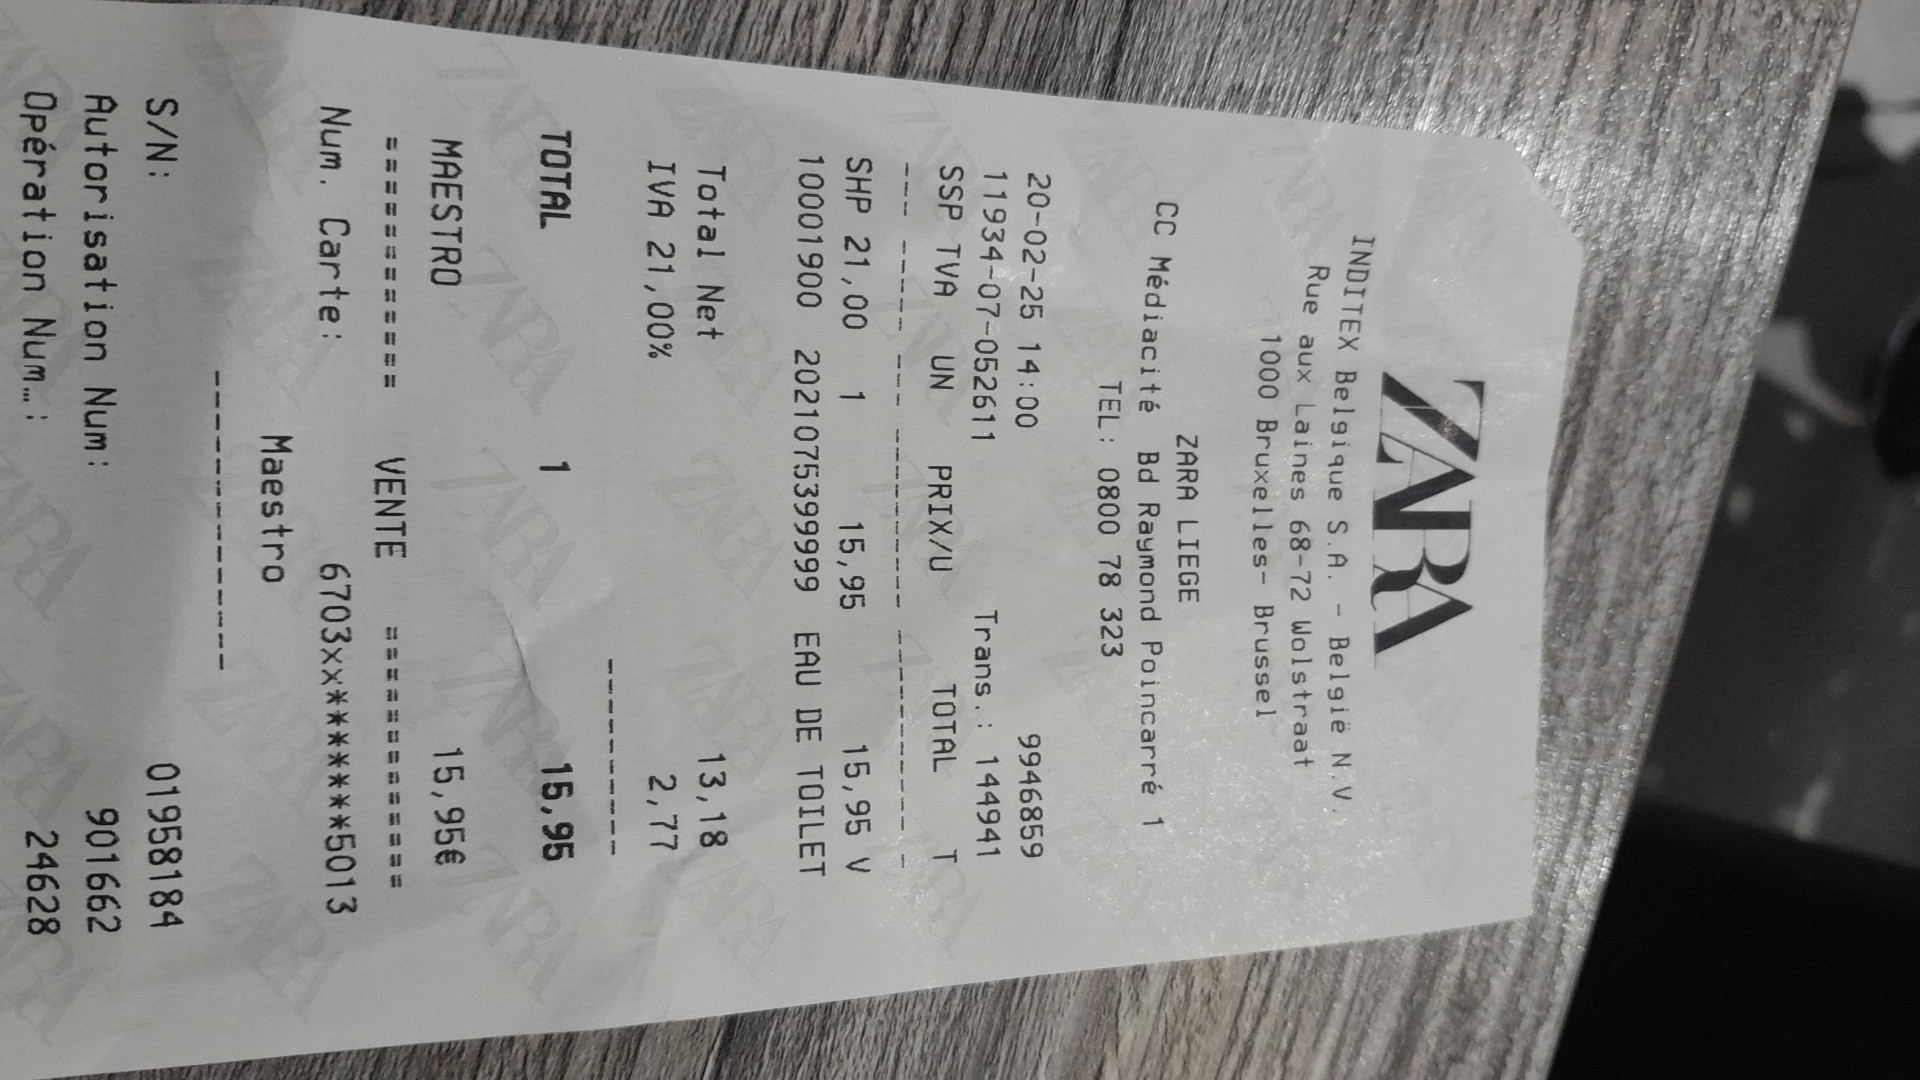 ZARA
INDITEX Belgique S.A. - België N.V.
Rue aux Laines 68-72 Wolstraat
1000 Bruxelles- Brussel
ZARA LIEGE
CC Médiacité Bd Raymond Poincarré 1
TEL: 0800 78 323
20-02-25 14:00 9946859
11934-07-052611 Trans.: 144941
SSP TVA UN PRIX/U TOTAL T
--- ----- --- --------- --------- -
SHP 21,00 1 15,95 15,95 V
10001900 20210753999999 EAU DE TOILET
Total Net 13,18
IVA 21,00% 2,77
----------
TOTAL 1 15,95
MAESTRO 15,95€
============ VENTE ============
Num. Carte: 6703xx*******5013
Maestro
--------------
S/N: 01958184
Autorisation Num: 901662
Opération Num…: 24628